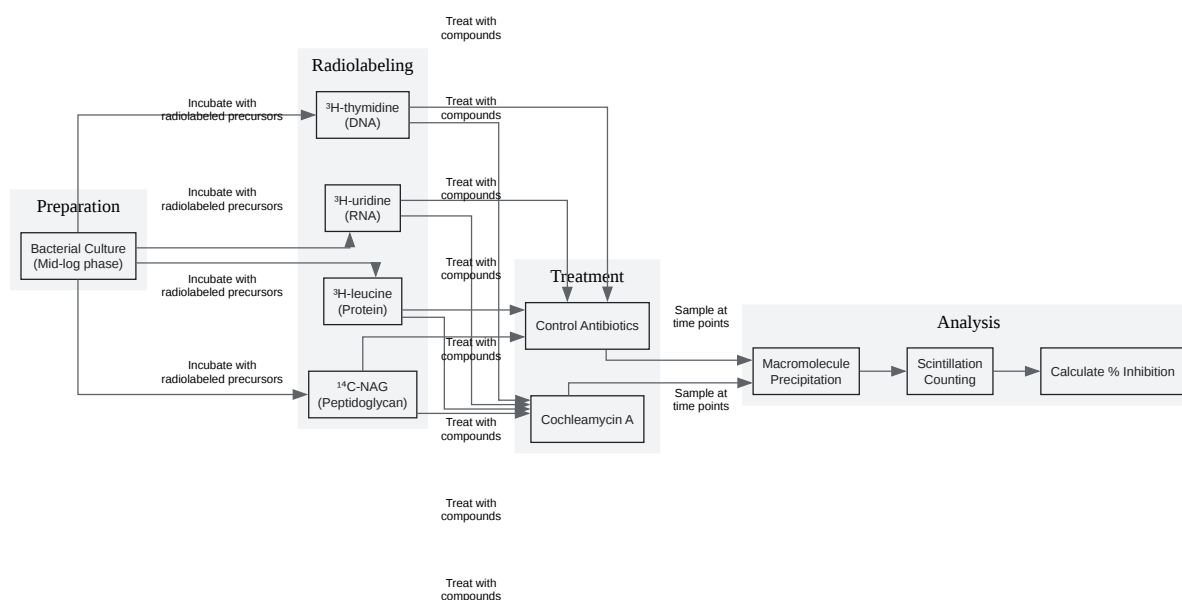 Treat with
compounds
Radiolabeling
Incubate with
radiolabeled precursors
³H-thymidine
(DNA)
Treat with
compounds
Preparation
Incubate with
radiolabeled precursors
³H-uridine
(RNA)
Treat with
compounds
Bacterial Culture
(Mid-log phase)
Incubate with
radiolabeled precursors
³H-leucine
(Protein)
Treat with
compounds
Treatment
Control Antibiotics
Sample at
time points
Analysis
Treat with
compounds
Macromolecule
Precipitation
Scintillation
Counting
Calculate % Inhibition
Incubate with
radiolabeled precursors
¹⁴C-NAG
(Peptidoglycan)
Sample at
time points
Treat with
compounds
Cochleamycin A
Treat with
compounds
Treat with
compounds